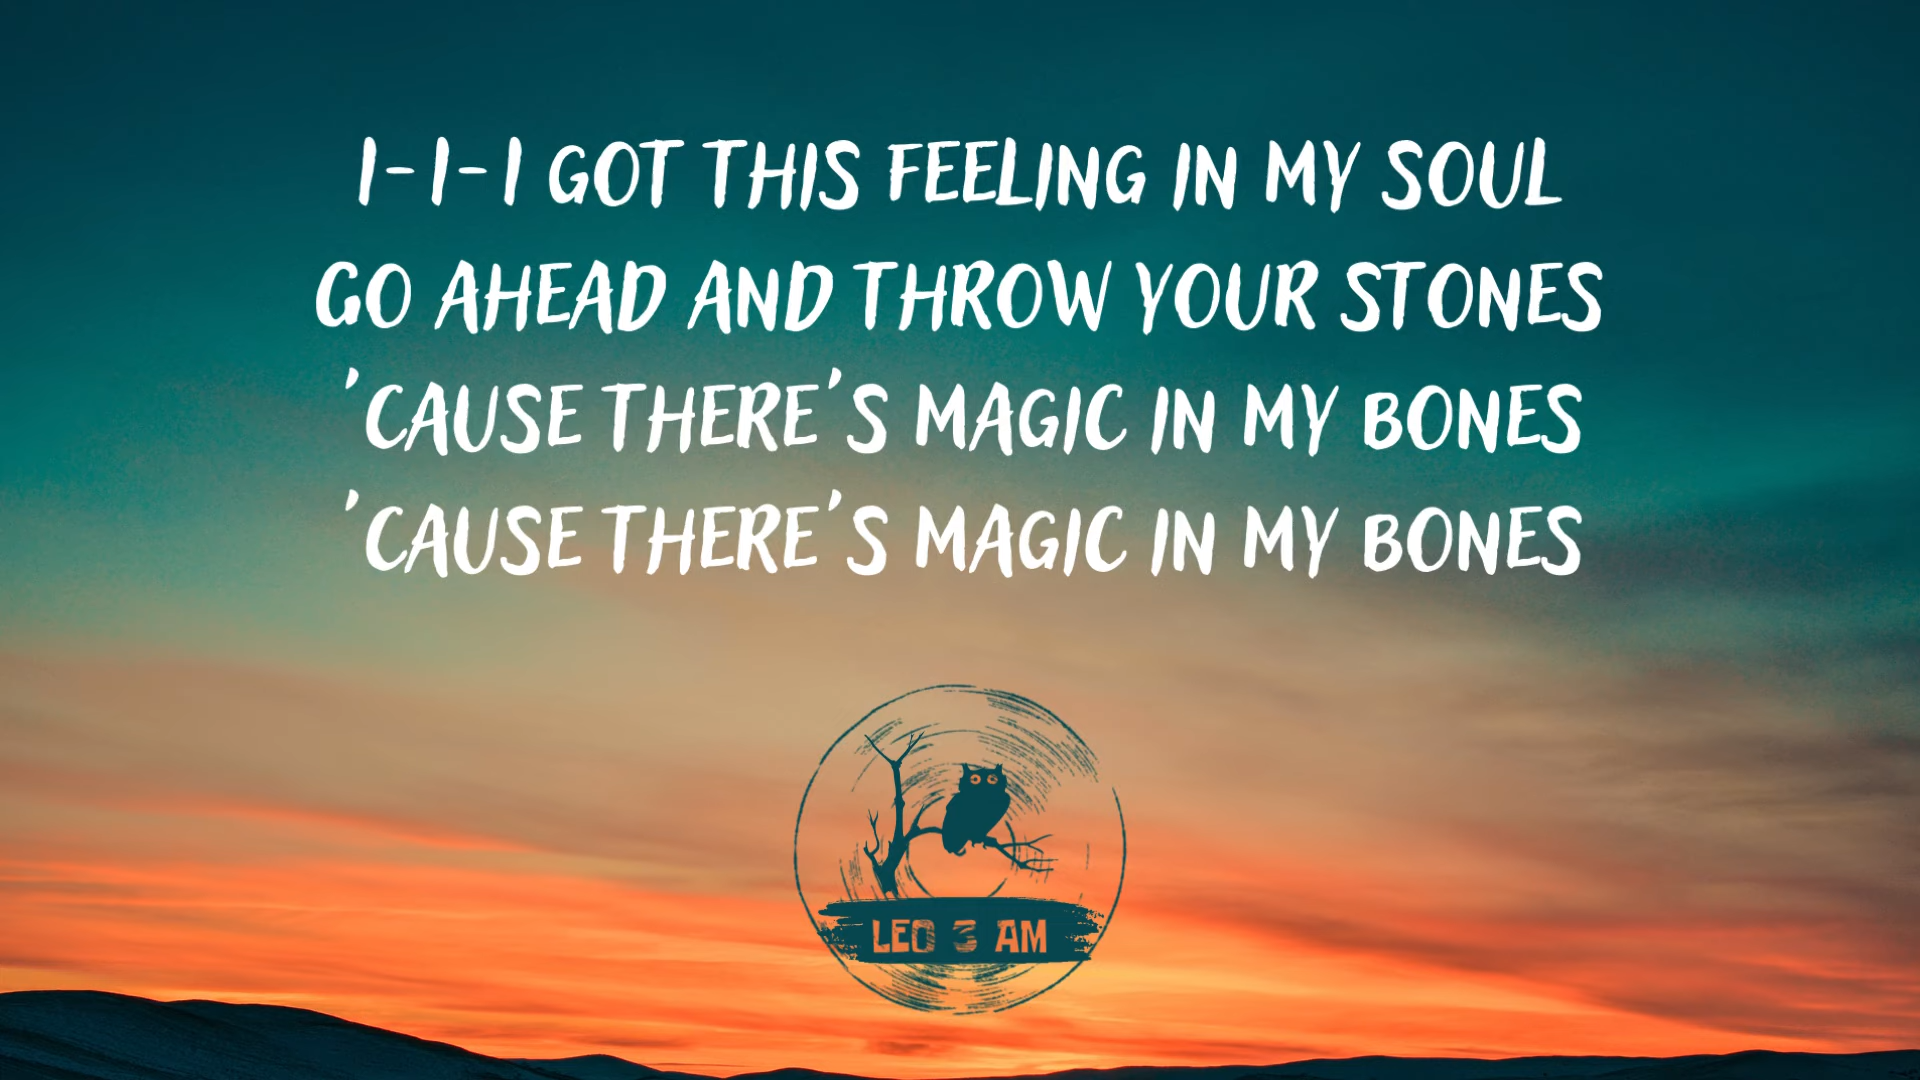 I-I-I GOT THIS FEELING IN MY SOUL
GO AHEAD AND THROW YOUR STONES
'CAUSE THERE'S MAGIC IN MY BONES
'CAUSE THERE'S MAGIC IN MY BONES
LEO 3 AM